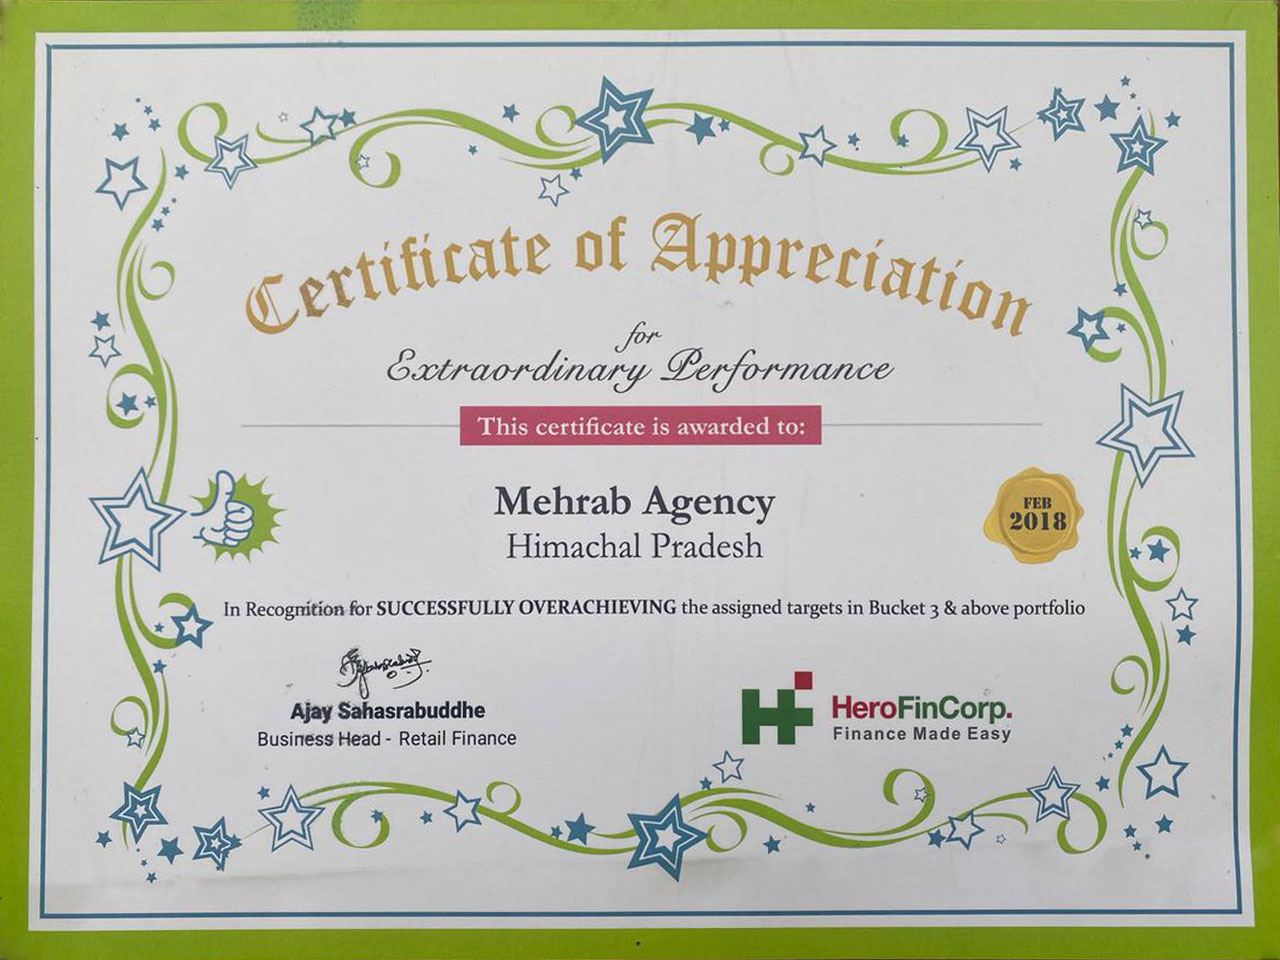 Certificate of Appreciation
for
Extraordinary Performance
This certificate is awarded to:
Mehrab Agency
Himachal Pradesh
FEB
2018
In Recognition for SUCCESSFULLY OVERACHIEVING the assigned targets in Bucket 3 & above portfolio
Ajay Sahasrabuddhe
Business Head - Retail Finance
HeroFinCorp.
Finance Made Easy